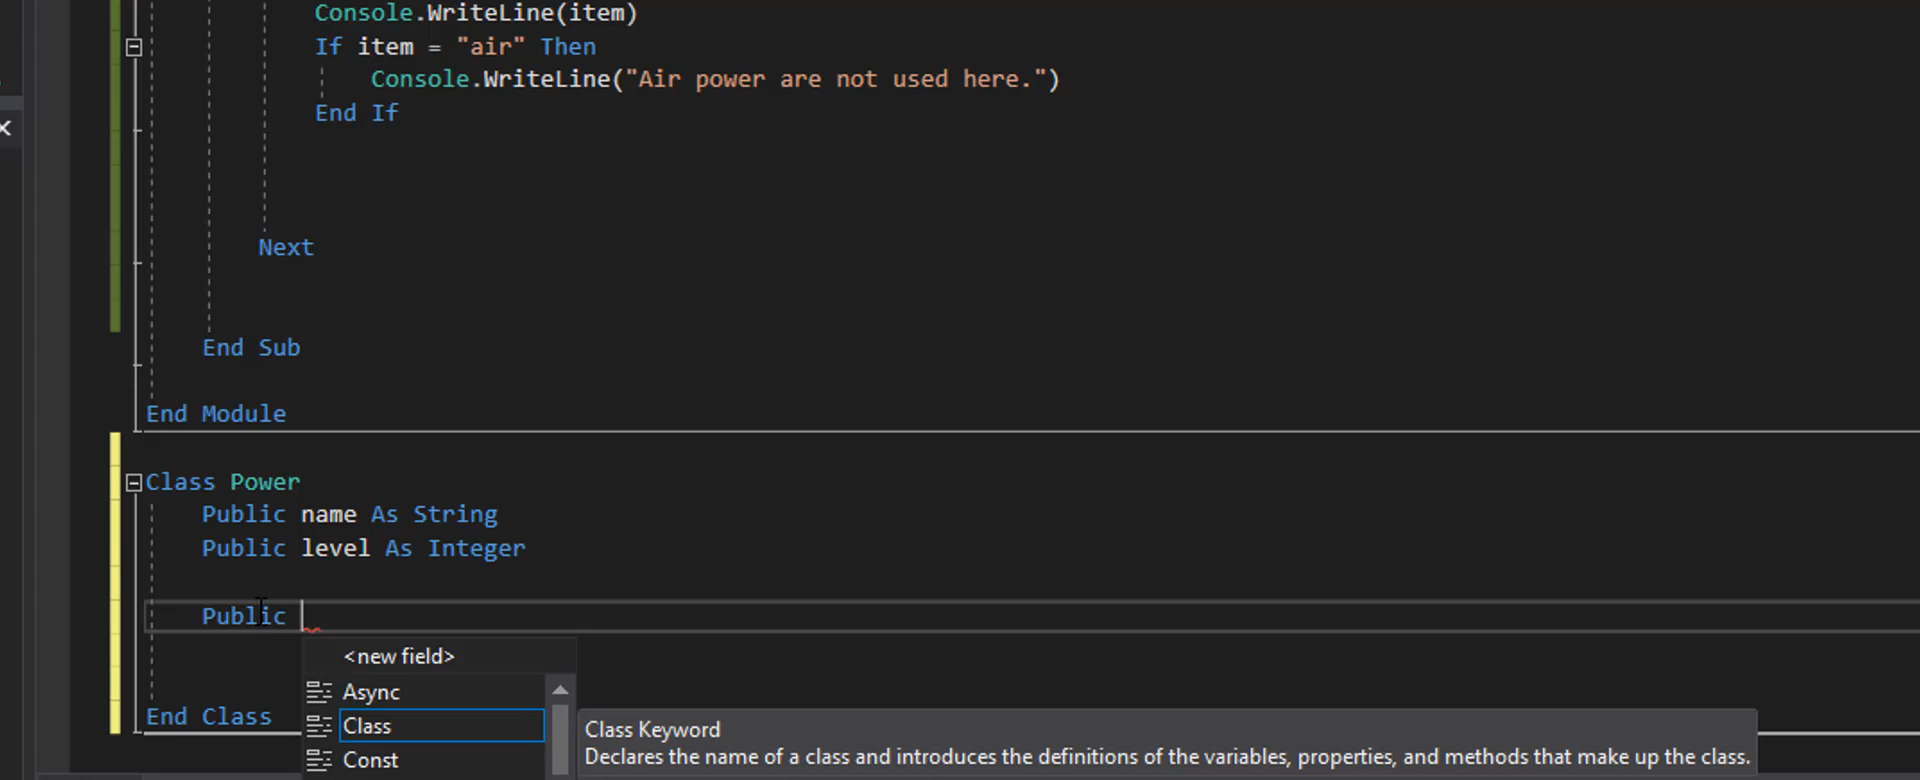 Console.WriteLine(item)
If item = "air" Then
Console.WriteLine("Air power are not used here.")
End If
Next
End Sub
End Module
Class Power
Public name As String
Public level As Integer
Public
<new field>
Async
Class
Const
End Class
Class Keyword
Declares the name of a class and introduces the definitions of the variables, properties, and methods that make up the class.